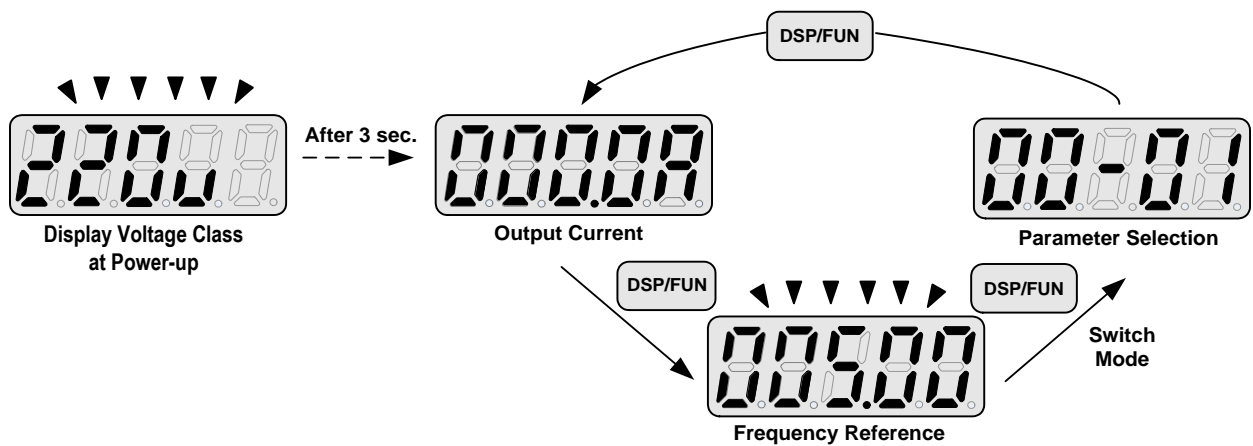 DSP/FUN
220u
After 3 sec.
000.0A
00-01
Display Voltage Class
at Power-up
Output Current
Parameter Selection
DSP/FUN
DSP/FUN
005.00
Switch
Mode
Frequency Reference